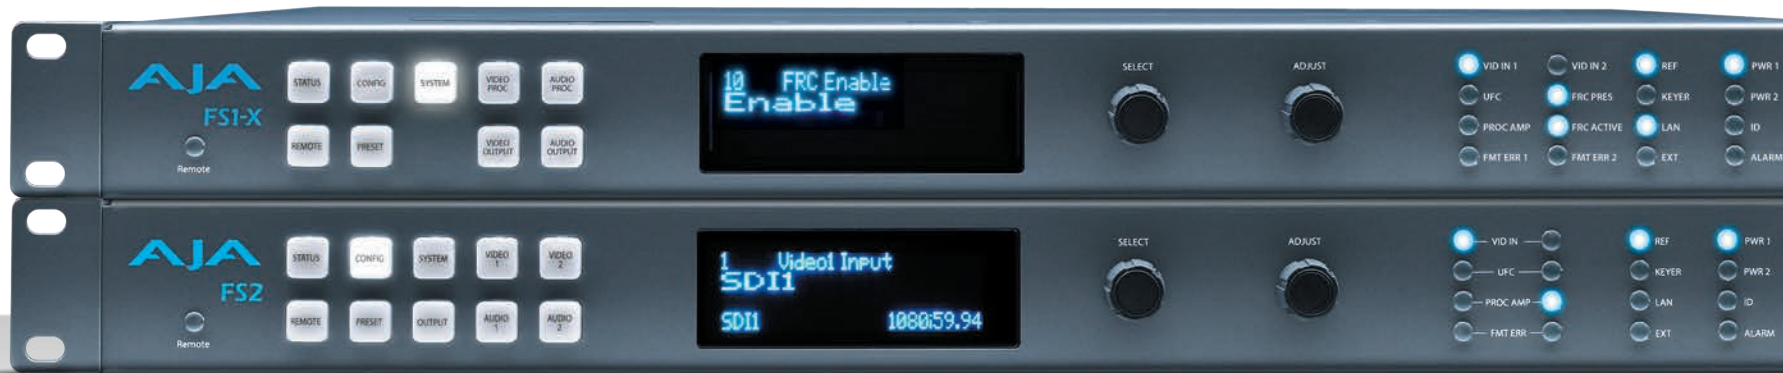 AJA
FS1-X
Remote
STATUS
CONFIG
SYSTEM
VIDEO
PROC
AUDIO
PROC
REMOTE
PRESET
VIDEO
OUTPUT
AUDIO
OUTPUT
10 FRC Enable
Enable
SELECT
ADJUST
VID IN 1
VID IN 2
REF
PWR 1
UFC
FRC PRES
KEYER
PWR 2
PROC AMP
FRC ACTIVE
LAN
ID
FMT ERR 1
FMT ERR 2
EXT
ALARM
AJA
FS2
Remote
STATUS
CONFIG
SYSTEM
VIDEO
1
VIDEO
2
REMOTE
PRESET
OUTPUT
AUDIO
1
AUDIO
2
1 Video1 Input
SDI1
SDI1 1080i59.94
SELECT
ADJUST
VID IN
REF
PWR 1
UFC
KEYER
PWR 2
PROC AMP
LAN
ID
FMT ERR
EXT
ALARM